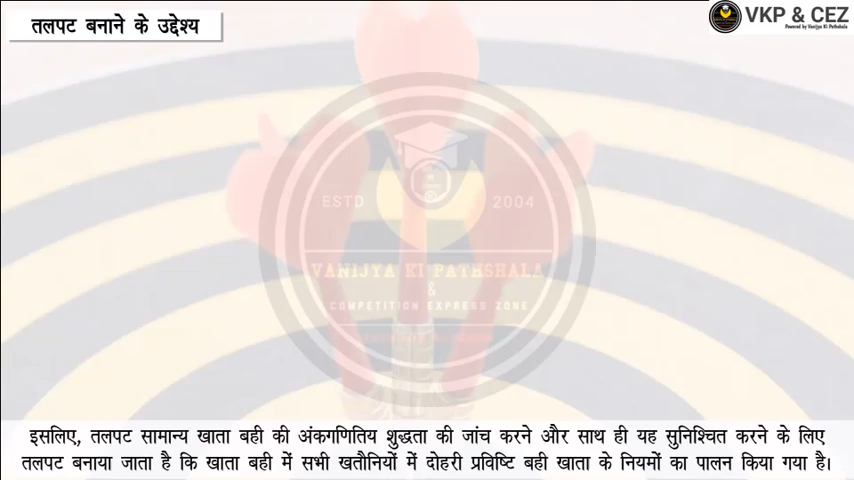 तलपट बनाने के उद्देश्य
VKP & CEZ
Powered by Vanijya Ki Pathshala
ESTD 2004
VANIJYA KI PATHSHALA
&
COMPETITION EXPRESS ZONE
इसलिए, तलपट सामान्य खाता बही की अंकगणितिय शुद्धता की जांच करने और साथ ही यह सुनिश्चित करने के लिए
तलपट बनाया जाता है कि खाता बही में सभी खतौनियों में दोहरी प्रविष्टि बही खाता के नियमों का पालन किया गया है।